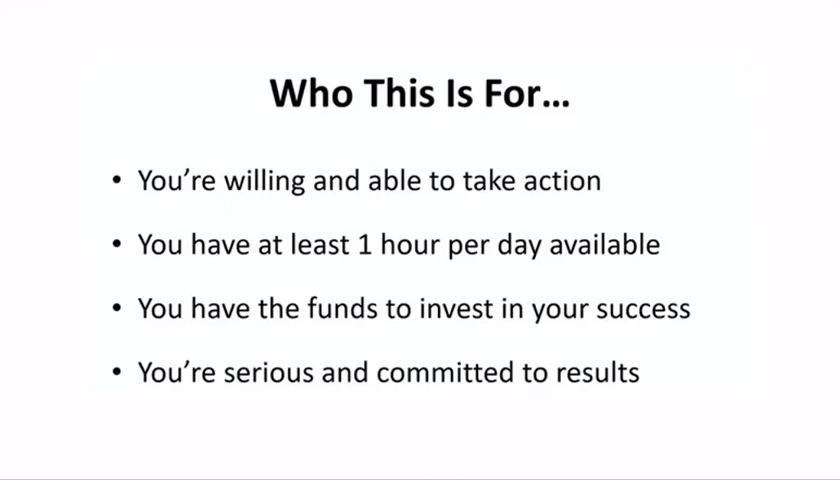 Who This Is For...
• You're willing and able to take action
• You have at least 1 hour per day available
• You have the funds to invest in your success
• You're serious and committed to results